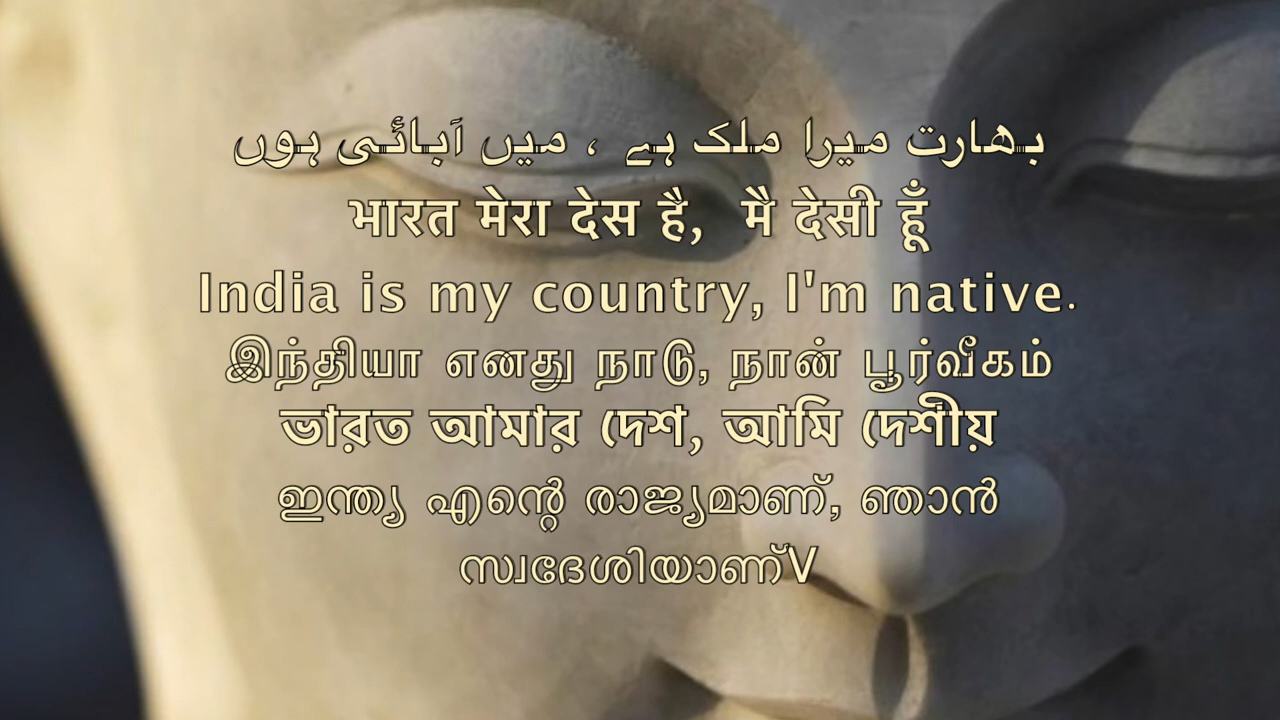 بھارت میرا ملک ہے ، میں آبائی ہوں
भारत मेरा देस है, मै देसी हूँ
India is my country, I'm native.
இந்தியா எனது நாடு, நான் பூர்வீகம்
ভারত আমার দেশ, আমি দেশীয়
ഇന്ത്യ എന്റെ രാജ്യമാണ്, ഞാൻ
സ്വദേശിയാണ്V